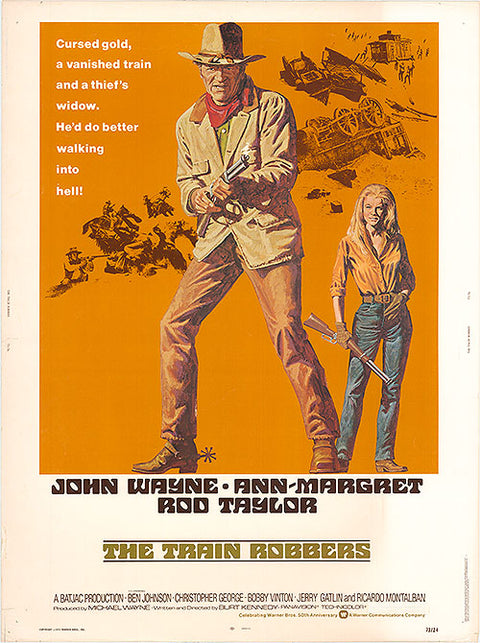 Cursed gold,
a vanished train
and a thief's
widow.
He'd do better
walking
into
hell!
JOHN WAYNE · ANN-MARGRET
ROD TAYLOR
THE TRAIN ROBBERS
A BATJAC PRODUCTION · BEN JOHNSON · CHRISTOPHER GEORGE · BOBBY VINTON · JERRY GATLIN and RICARDO MONTALBAN
Produced by MICHAEL WAYNE · Written and Directed by BURT KENNEDY · PANAVISION® TECHNICOLOR®
Celebrating Warner Bros. 50th Anniversary A Warner Communications Company
73/24